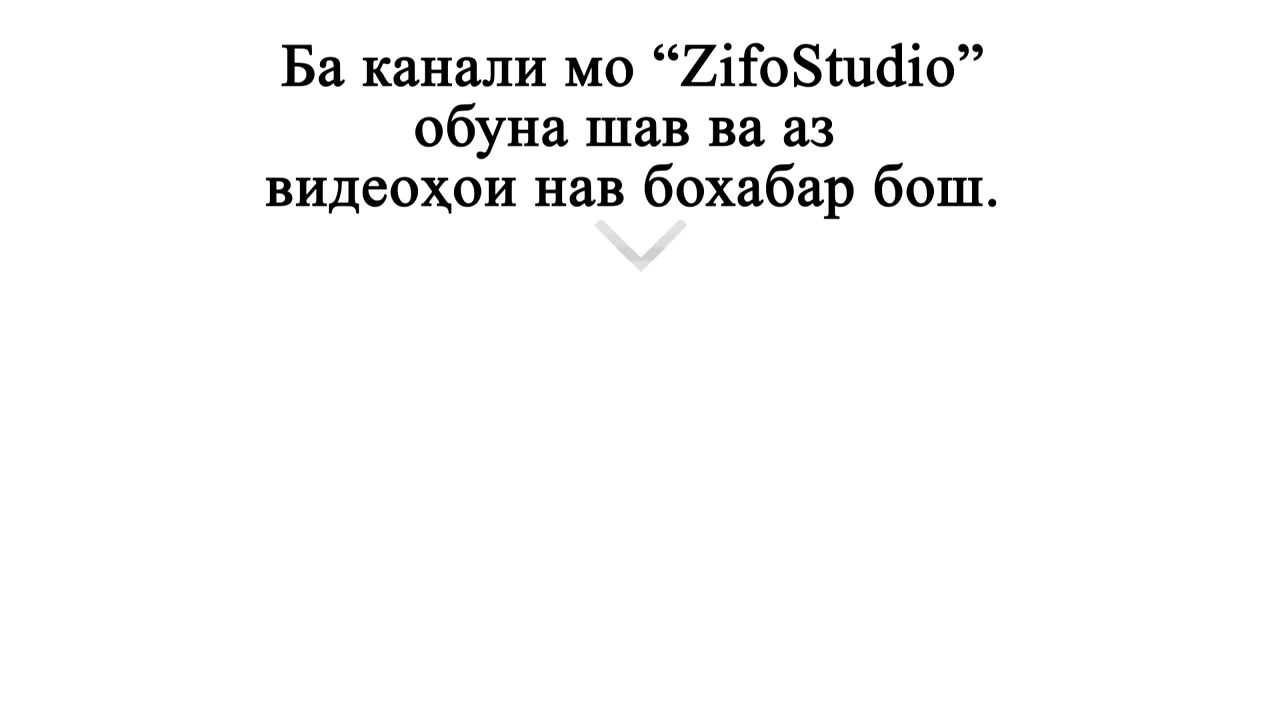 Ба канали мо “ZifoStudio”
обуна шав ва аз
видеоҳои нав бохабар бош.